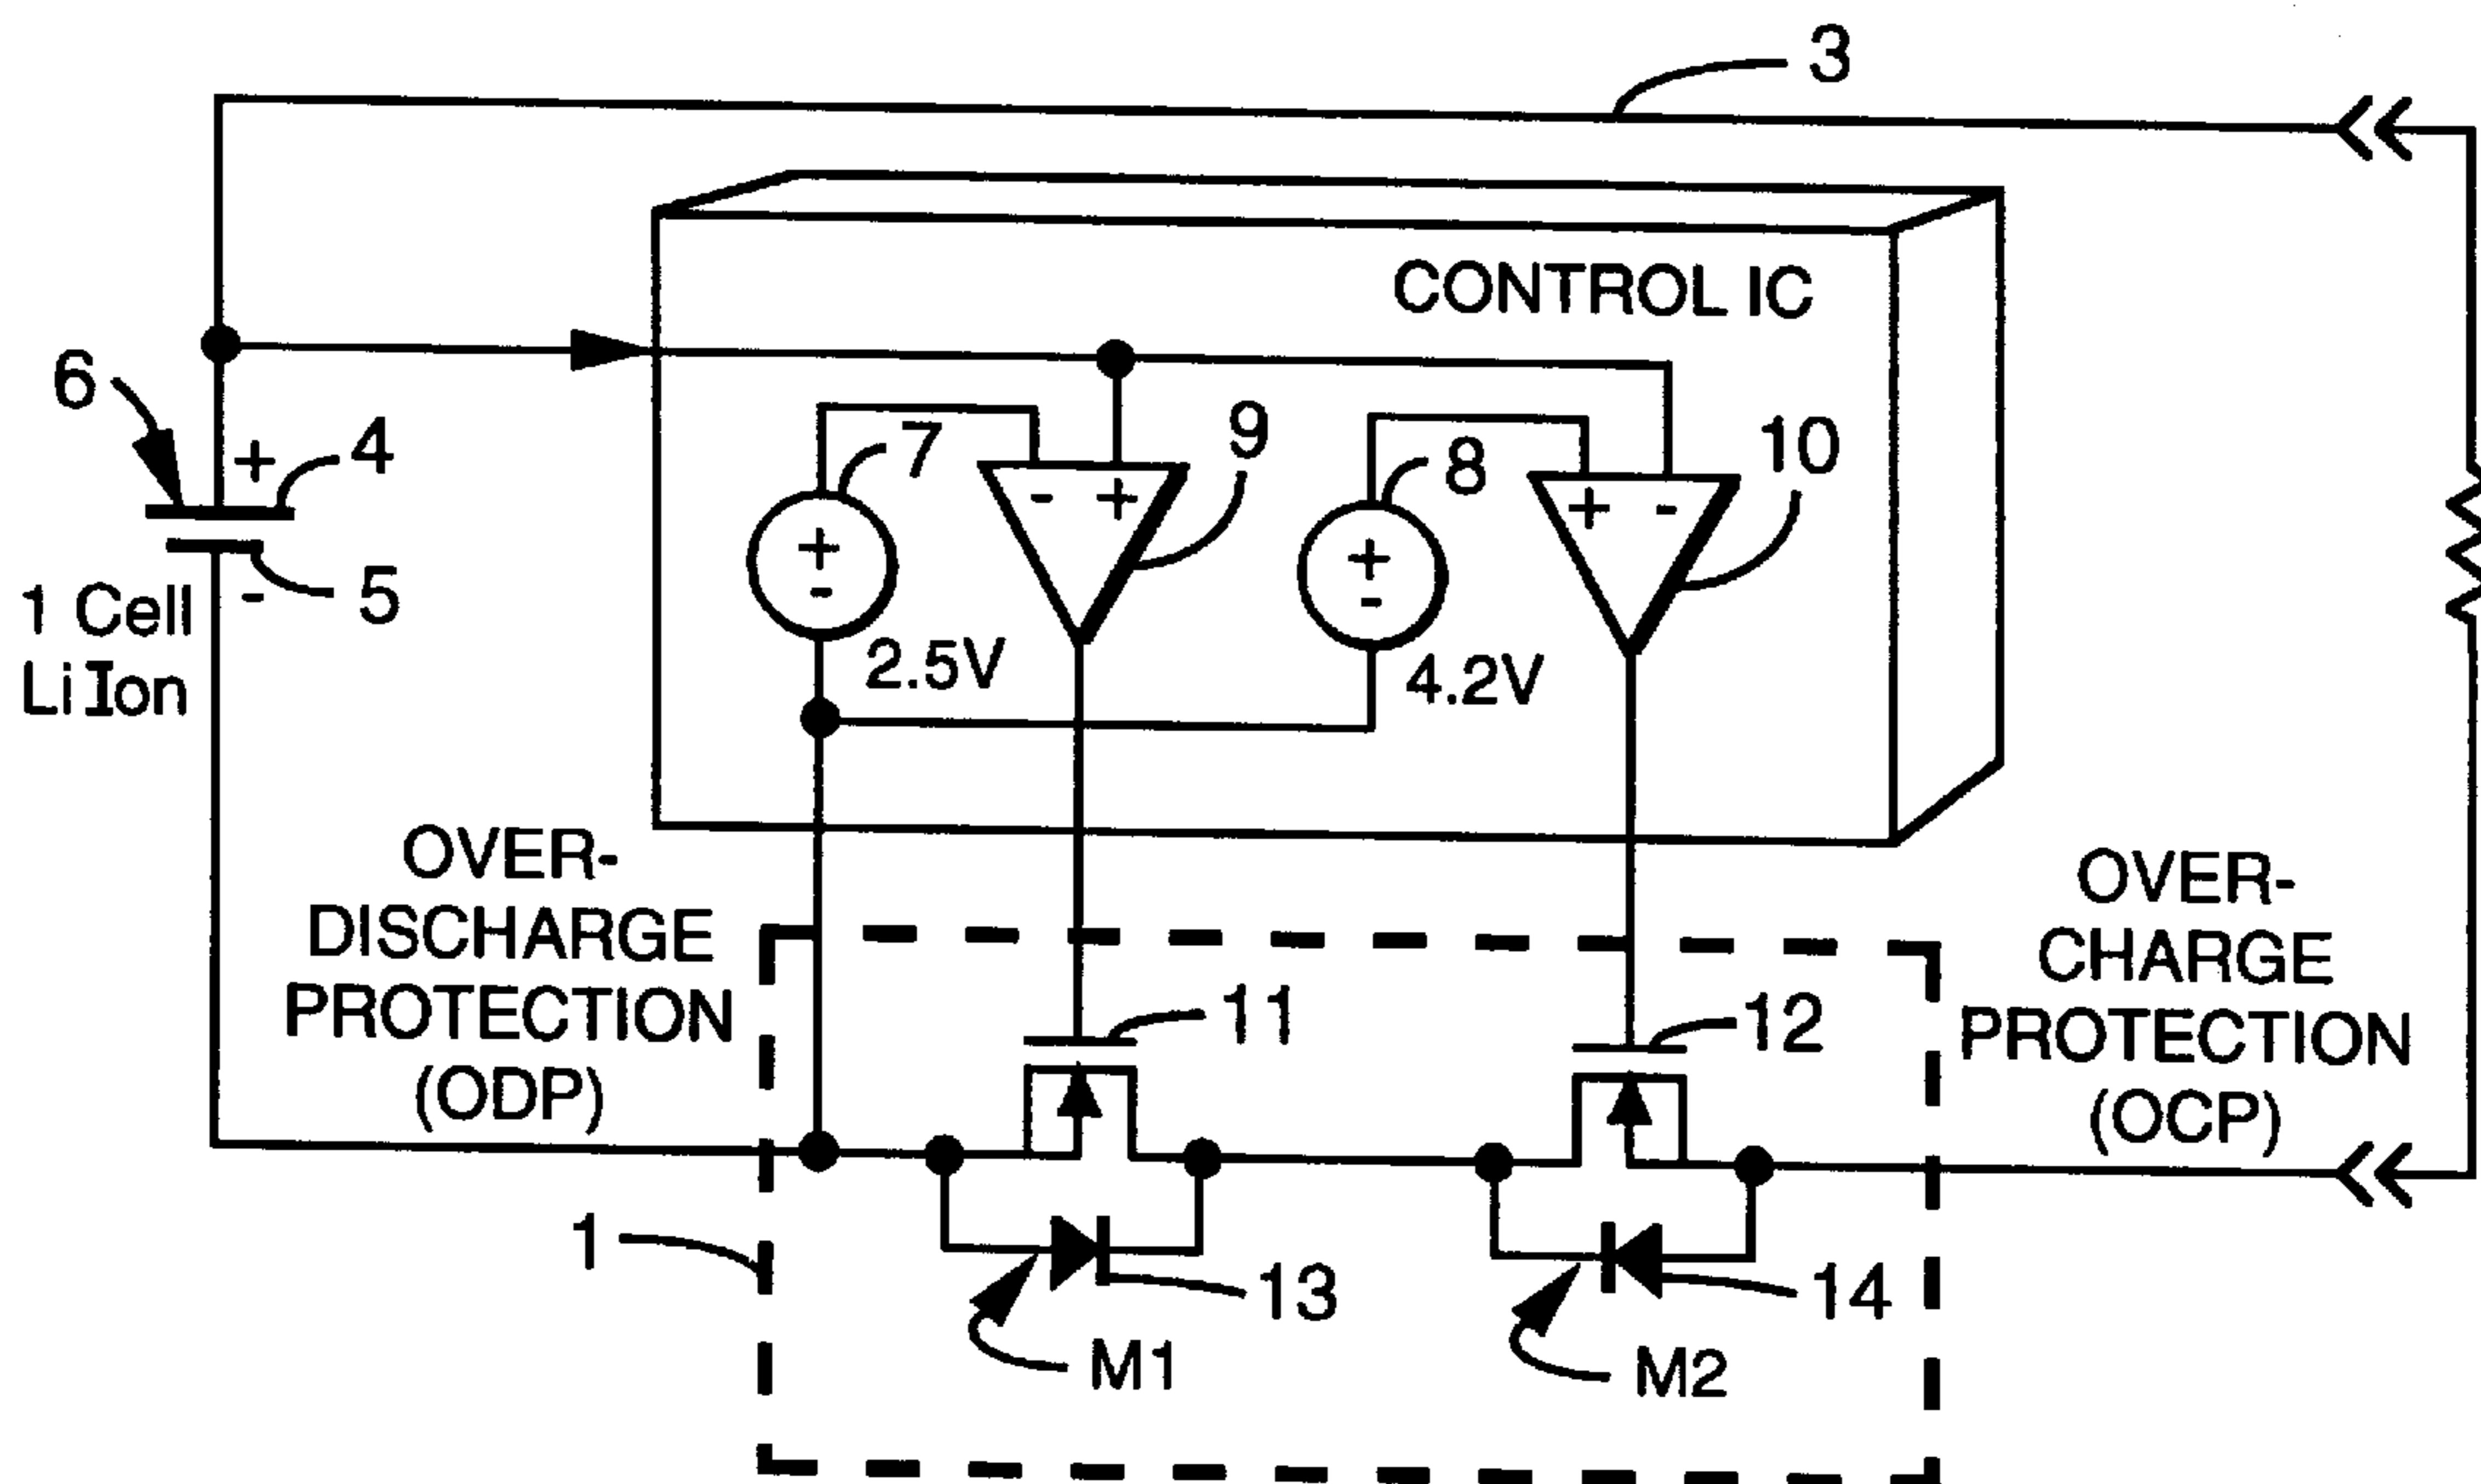 3
CONTROL IC
6
+
4
7
9
8
10
- +
+ -
+
-
+
-
-
5
1 Cell
Li Ion
2.5V
4.2V
OVER-
DISCHARGE
PROTECTION
(ODP)
OVER-
CHARGE
PROTECTION
(OCP)
11
12
1
13
14
M1
M2